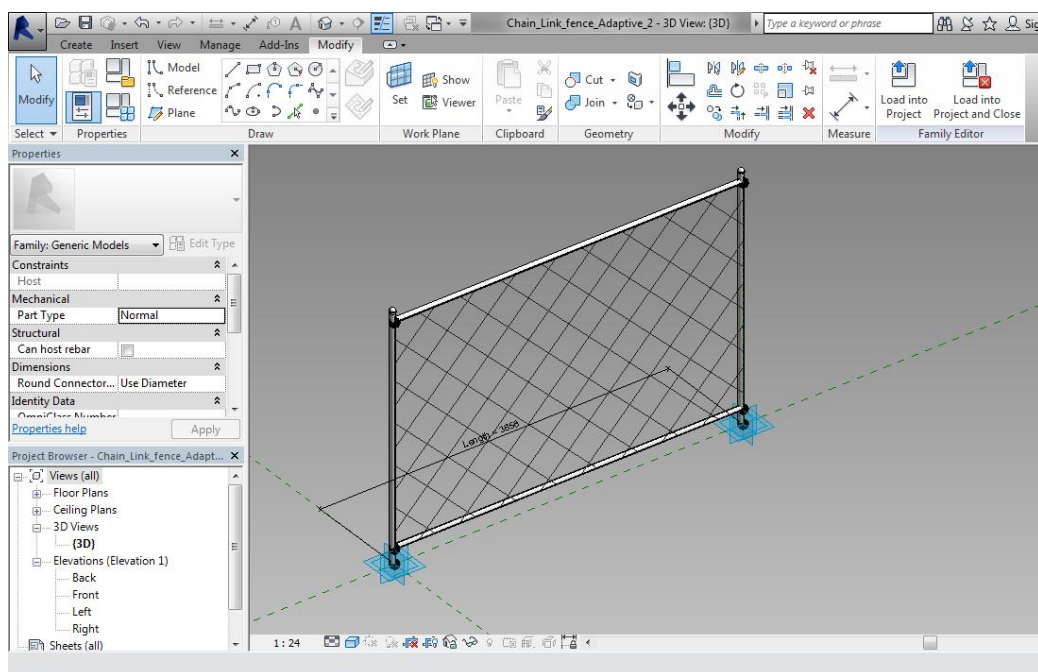 Chain_Link_fence_Adaptive_2 - 3D View: {3D}
Type a keyword or phrase
Create Insert View Manage Add-Ins Modify
Modify
Model
Reference
Plane
Set
Show
Viewer
Paste
Cut
Join
Load into Project
Load into Project and Close
Select Properties Draw Work Plane Clipboard Geometry Modify Measure Family Editor
Properties
Family: Generic Models
Edit Type
Constraints
Host
Mechanical
Part Type Normal
Structural
Can host rebar
Dimensions
Round Connector... Use Diameter
Identity Data
OmniClass Number
Properties help
Apply
Project Browser - Chain_Link_fence_Adapt...
Views (all)
Floor Plans
Ceiling Plans
3D Views
{3D}
Elevations (Elevation 1)
Back
Front
Left
Right
Sheets (all)
Length = 3658
1 : 24